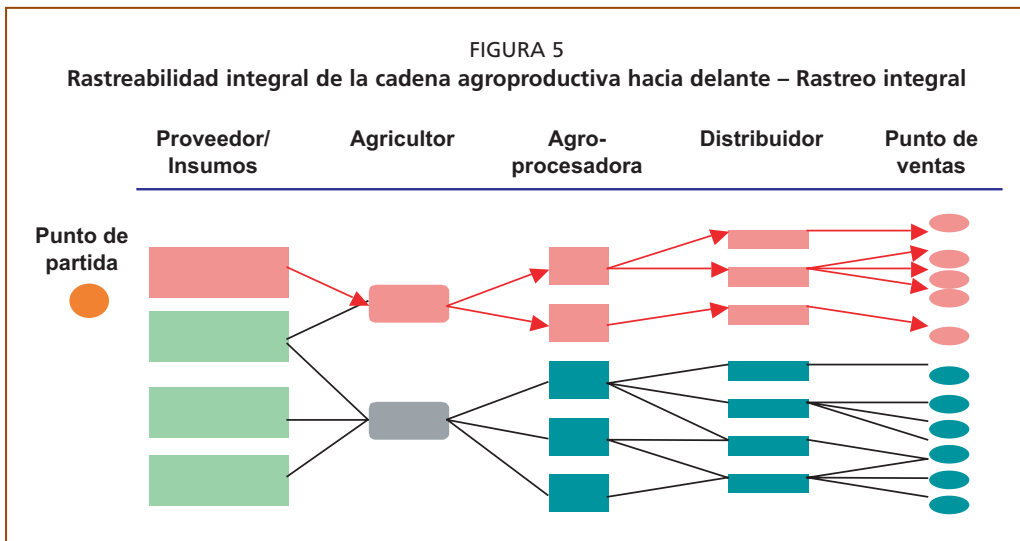 FIGURA 5
Rastreabilidad integral de la cadena agroproductiva hacia delante – Rastreo integral
Proveedor/
Insumos
Agricultor
Agro-
procesadora
Distribuidor
Punto de
ventas
Punto de
partida